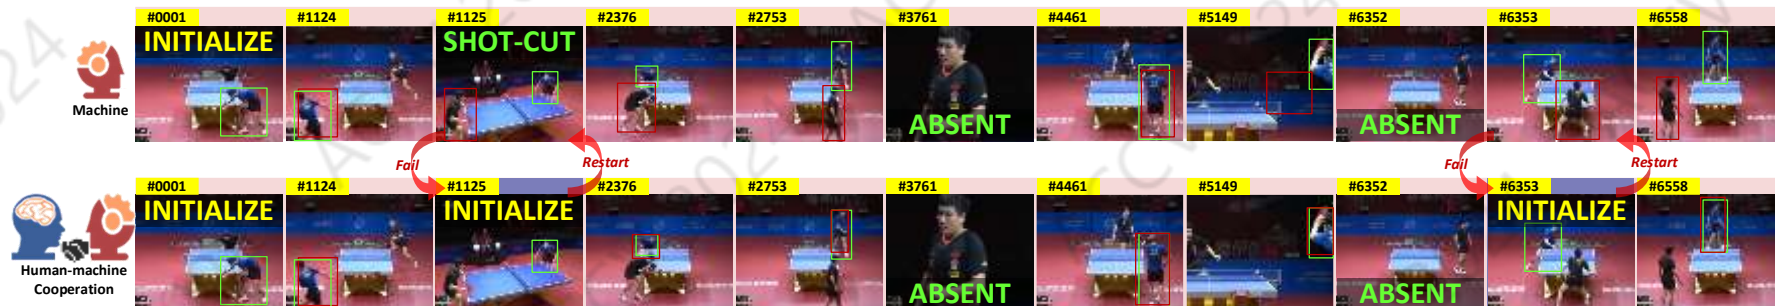 #0001 #1124 #1125 #2376 #2753 #3761 #4461 #5149 #6352 #6353 #6558
INITIALIZE SHOT-CUT
Machine
ABSENT ABSENT
Fail Restart Fail Restart
#0001 #1124 #1125 #2376 #2753 #3761 #4461 #5149 #6352 #6353 #6558
INITIALIZE INITIALIZE INITIALIZE
Human-machine
Cooperation
ABSENT ABSENT